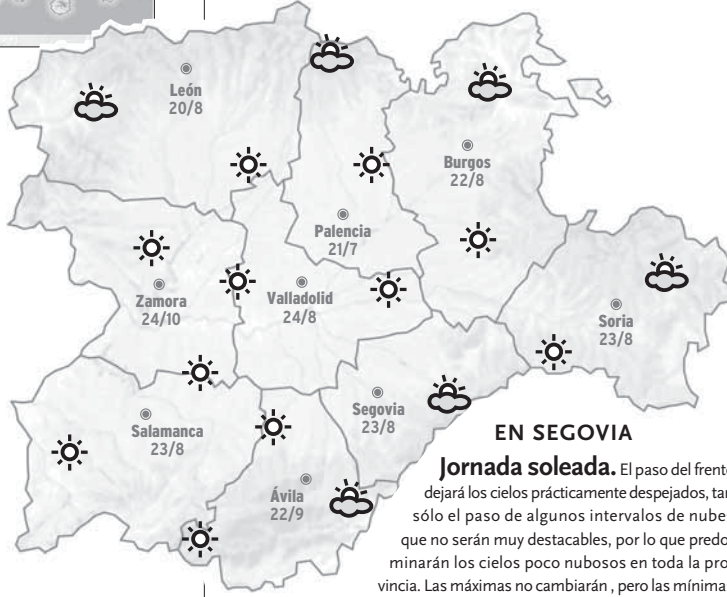 León
20/8
Burgos
22/8
Palencia
21/7
Zamora
24/10
Valladolid
24/8
Soria
23/8
Segovia
23/8
Salamanca
23/8
Ávila
22/9
EN SEGOVIA
Jornada soleada. El paso del frente
dejará los cielos prácticamente despejados, tan
sólo el paso de algunos intervalos de nube
que no serán muy destacables, por lo que predo
minarán los cielos poco nubosos en toda la pro
vincia. Las máximas no cambiarán , pero las mínima